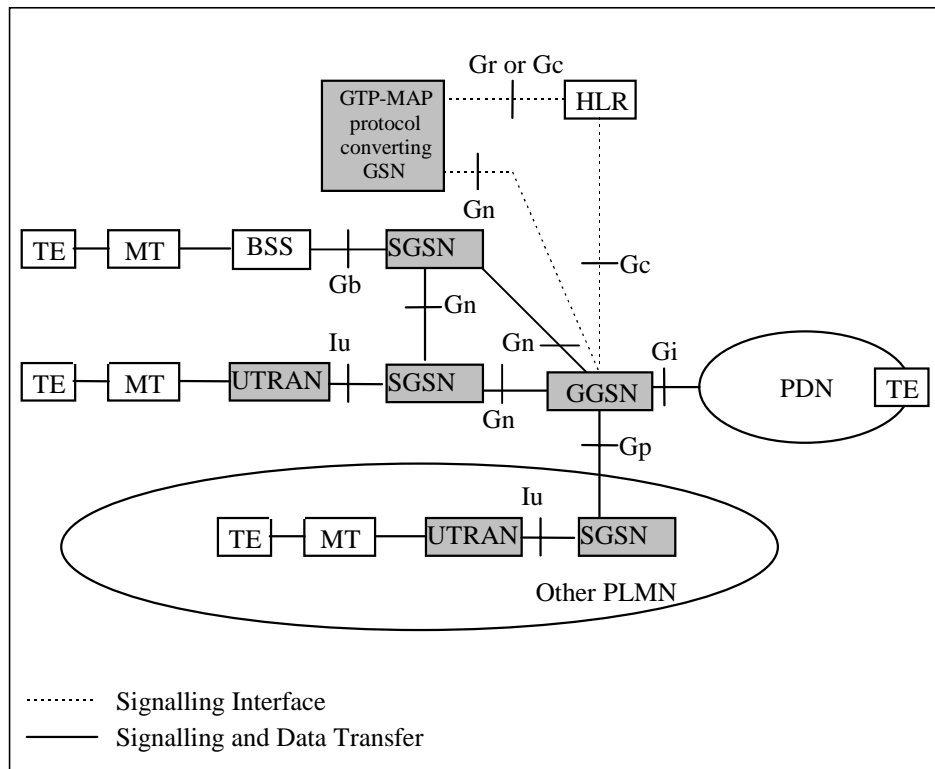 Gr or Gc
GTP-MAP
protocol
converting
GSN
HLR
Gn
TE
MT
BSS
SGSN
Gb
Gc
Gn
Iu
Gn
Gi
TE
MT
UTRAN
SGSN
GGSN
PDN
TE
Gn
Gp
Iu
TE
MT
UTRAN
SGSN
Other PLMN
Signalling Interface
Signalling and Data Transfer